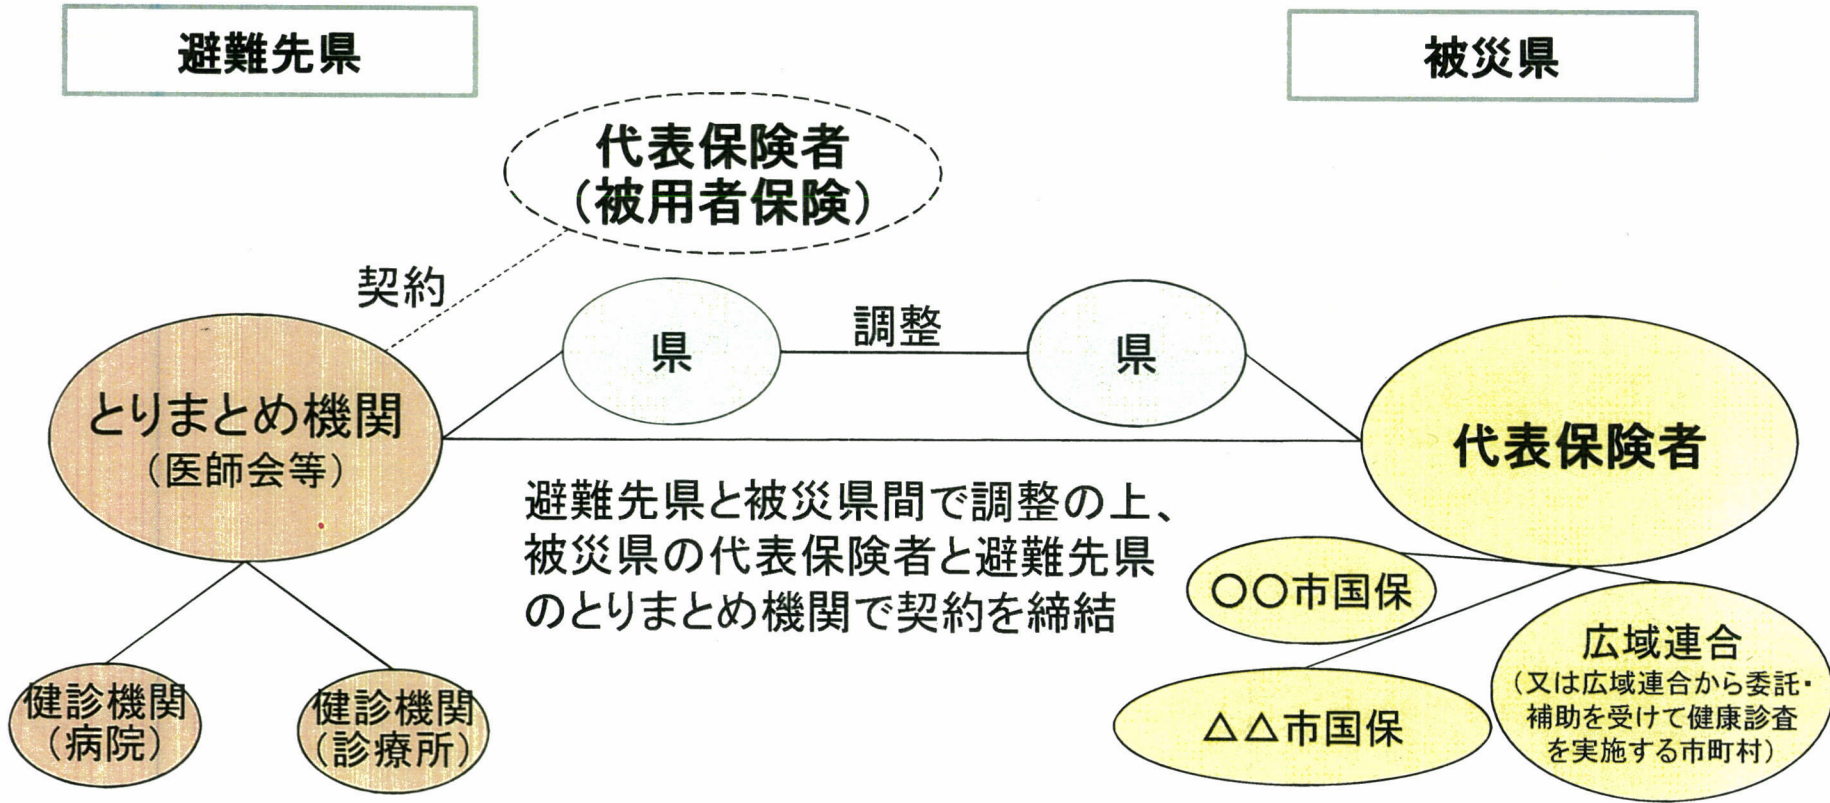 避難先県
被災県
代表保険者
（被用者保険）
契約
県
調整
県
とりまとめ機関
（医師会等）
代表保険者
避難先県と被災県間で調整の上、
被災県の代表保険者と避難先県
のとりまとめ機関で契約を締結
〇〇市国保
広域連合
（又は広域連合から委託・
補助を受けて健康診査
を実施する市町村）
△△市国保
健診機関
（病院）
健診機関
（診療所）